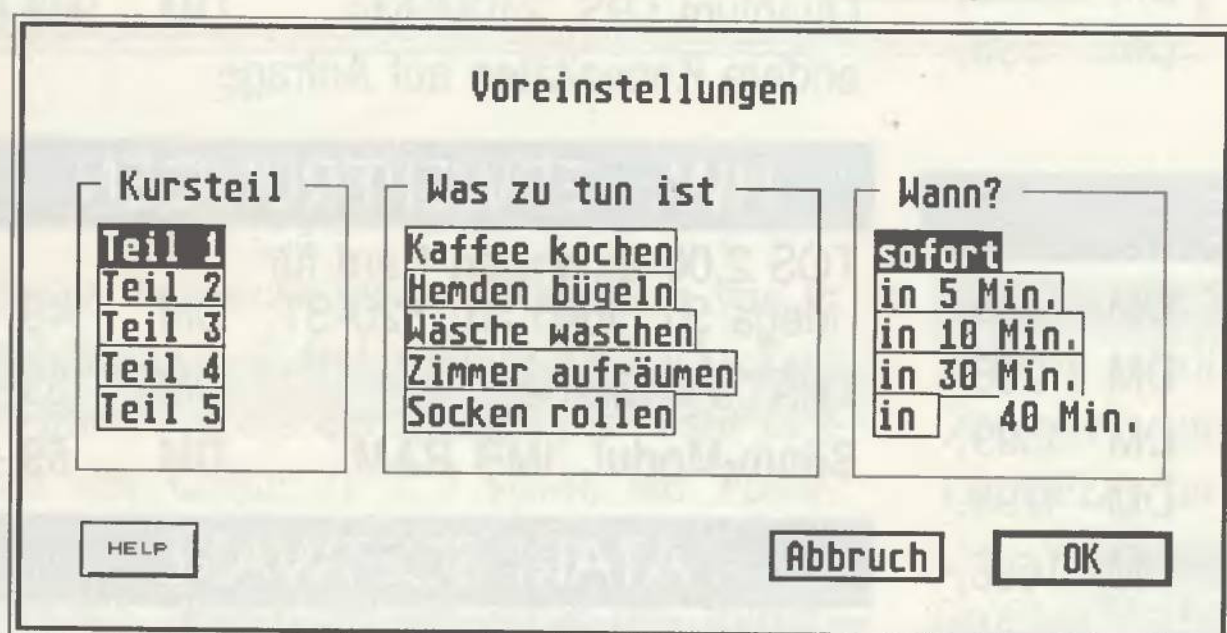 Voreinstellungen
Kursteil
Teil 1
Teil 2
Teil 3
Teil 4
Teil 5
Was zu tun ist
Kaffee kochen
Hemden bügeln
Wäsche waschen
Zimmer aufräumen
Socken rollen
Wann?
sofort
in 5 Min.
in 10 Min.
in 30 Min.
in 40 Min.
HELP
Abbruch
OK